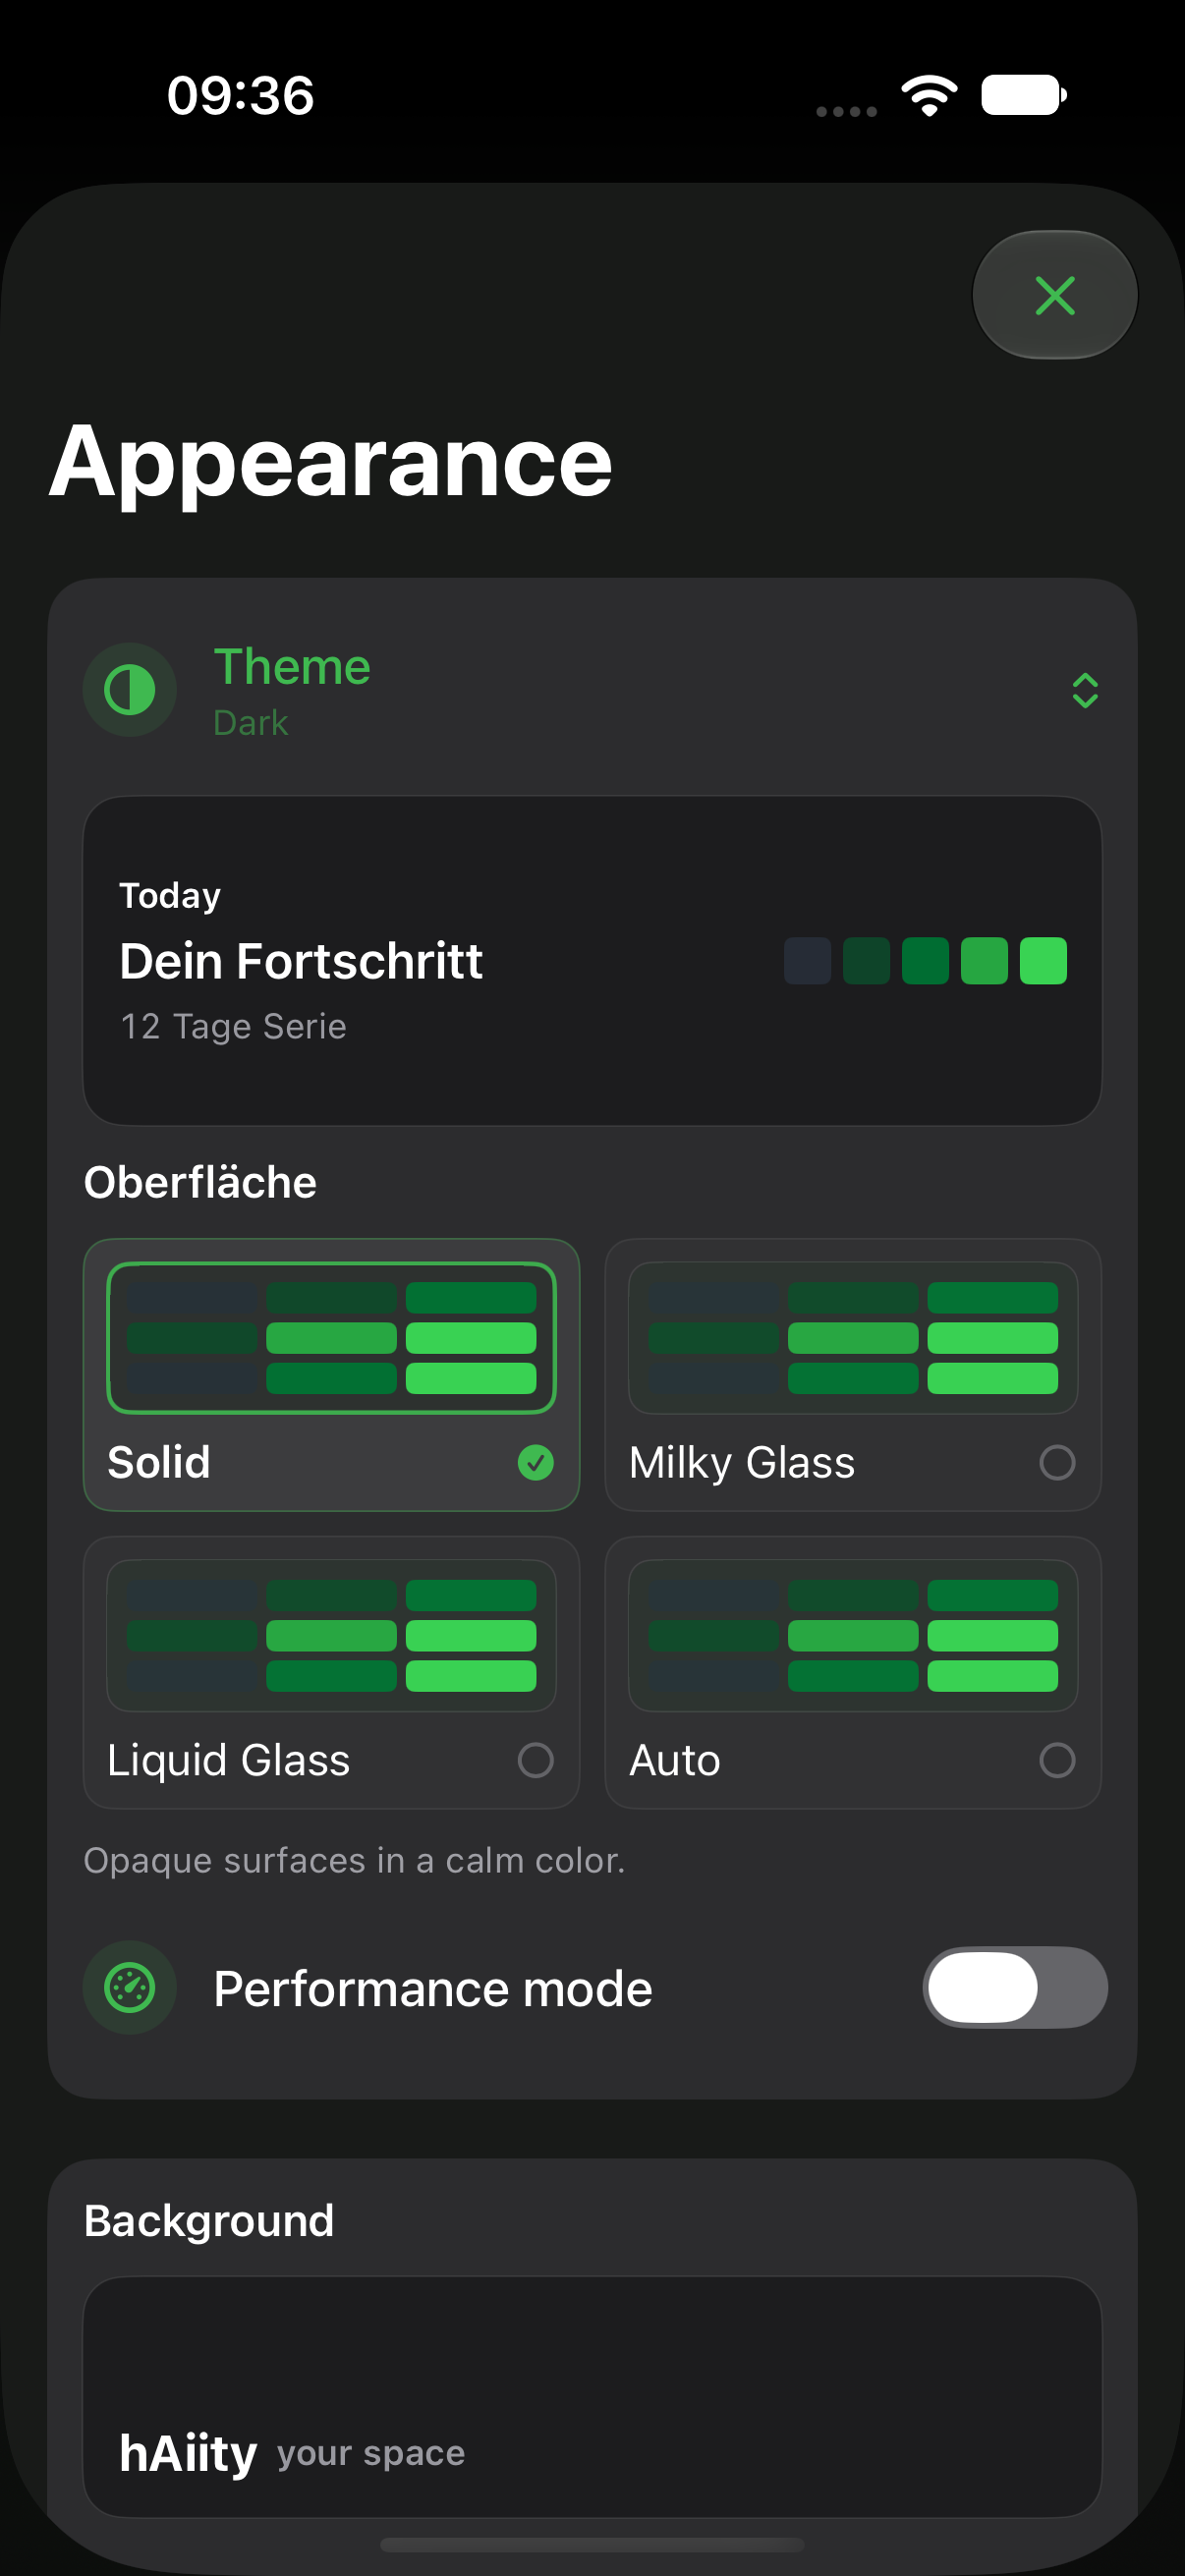 09:36
Appearance
Theme
Dark
Today
Dein Fortschritt
12 Tage Serie
Oberfläche
Solid
Milky Glass
Liquid Glass
Auto
Opaque surfaces in a calm color.
Performance mode
Background
hAiity your space